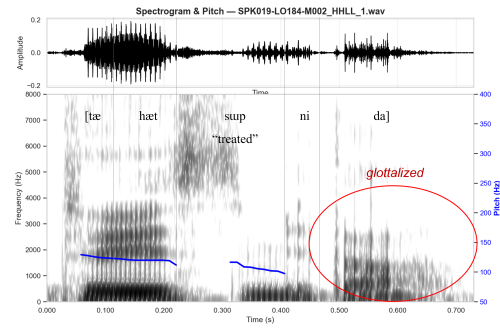 Spectrogram & Pitch — SPK019-LO184-M002_HHLL_1.wav
0.2
0.0
−0.2
Amplitude
Time
8000
7000
6000
5000
4000
3000
2000
1000
0
Frequency (Hz)
[tæ hæt suup ni da]
“treated”
glottalized
400
350
300
250
200
150
100
50
Pitch (Hz)
0.000 0.100 0.200 0.300 0.400 0.500 0.600 0.700
Time (s)